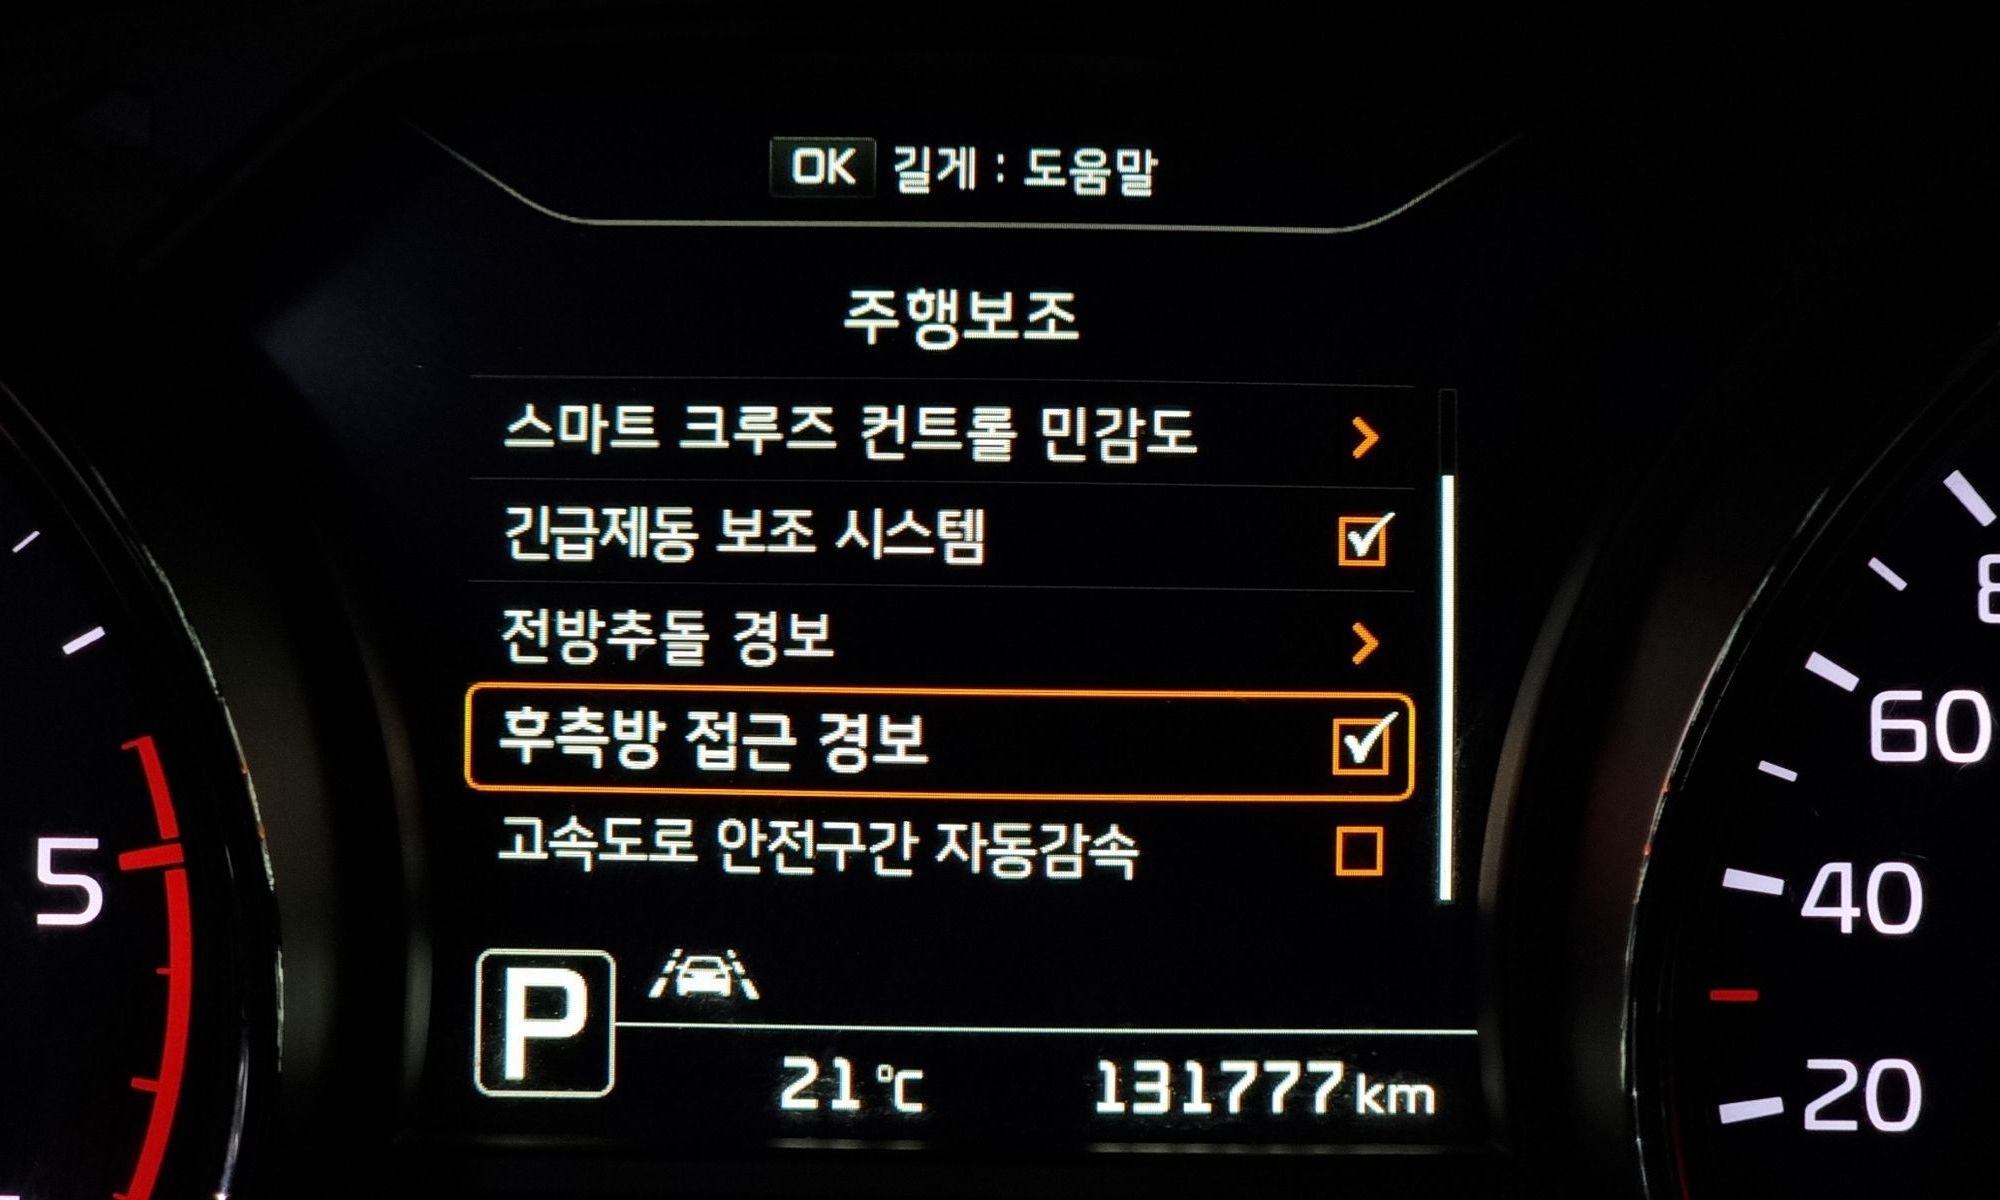 OK 길게 : 도움말
주행보조
스마트 크루즈 컨트롤 민감도
긴급제동 보조 시스템
전방추돌 경보
후측방 접근 경보
고속도로 안전구간 자동감속
P
21°C 131777km
5
60
40
20